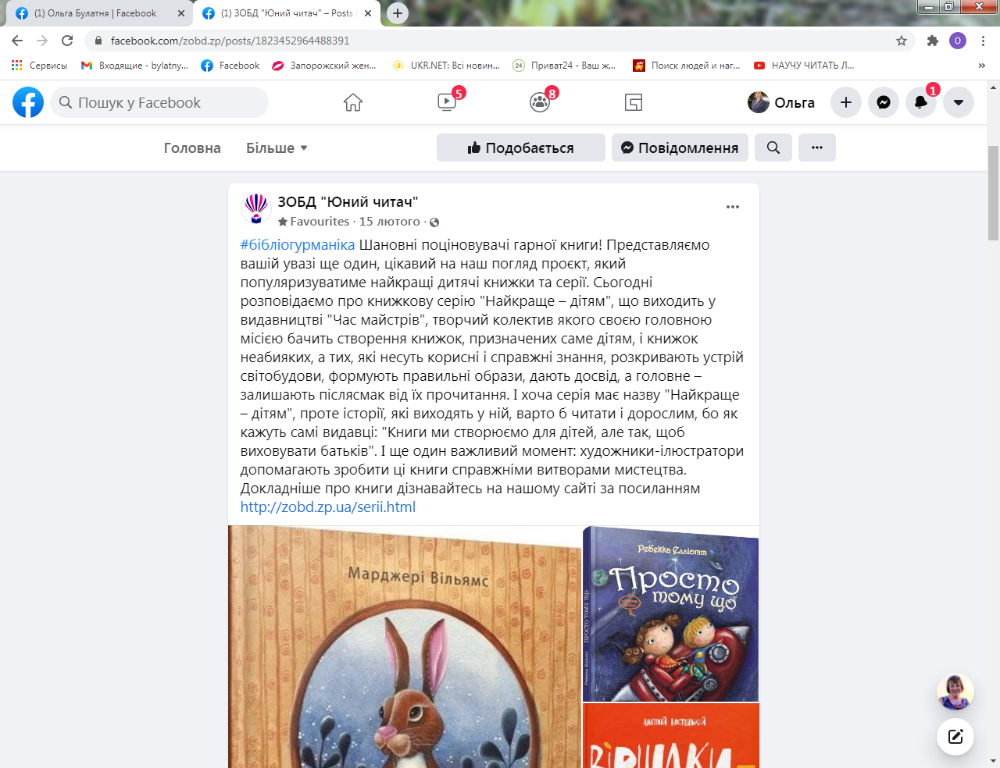 (1) Ольга Булатня | Facebook
(1) ЗОБД "Юний читач" – Posts
facebook.com/zobd.zp/posts/1823452964488391
O
Сервисы
Входящие - bylatny...
Facebook
Запорожский жен...
UKR.NET: Всі новин...
24
Приват24 - Ваш ж...
Поиск людей и наг...
НАУЧУ ЧИТАТЬ Л...
Пошук у Facebook
5
8
Ольга
1
Головна
Більше
Подобається
Повідомлення
ЗОБД "Юний читач"
Favourites · 15 лютого ·
#бібліогурманіка Шановні поціновувачі гарної книги! Представляємо
вашій увазі ще один, цікавий на наш погляд проєкт, який
популяризуватиме найкращі дитячі книжки та серії. Сьогодні
розповідаємо про книжкову серію "Найкраще – дітям", що виходить у
видавництві "Час майстрів", творчий колектив якого своєю головною
місією бачить створення книжок, призначених саме дітям, і книжок
неабияких, а тих, які несуть корисні і справжні знання, розкривають устрій
світобудови, формують правильні образи, дають досвід, а головне –
залишають післясмак від їх прочитання. І хоча серія має назву "Найкраще
– дітям", проте історії, які виходять у ній, варто б читати і дорослим, бо як
кажуть самі видавці: "Книги ми створюємо для дітей, але так, щоб
виховувати батьків". І ще один важливий момент: художники-ілюстратори
допомагають зробити ці книги справжніми витворами мистецтва.
Докладніше про книги дізнавайтесь на нашому сайті за посиланням
http://zobd.zp.ua/serii.html
Марджері Вільямс
Ребекка Елліотт
Просто
тому що
ПРОСТО ТОМУ ЩО
Ребекка Елліотт
Анатолій Костецький
Віршики